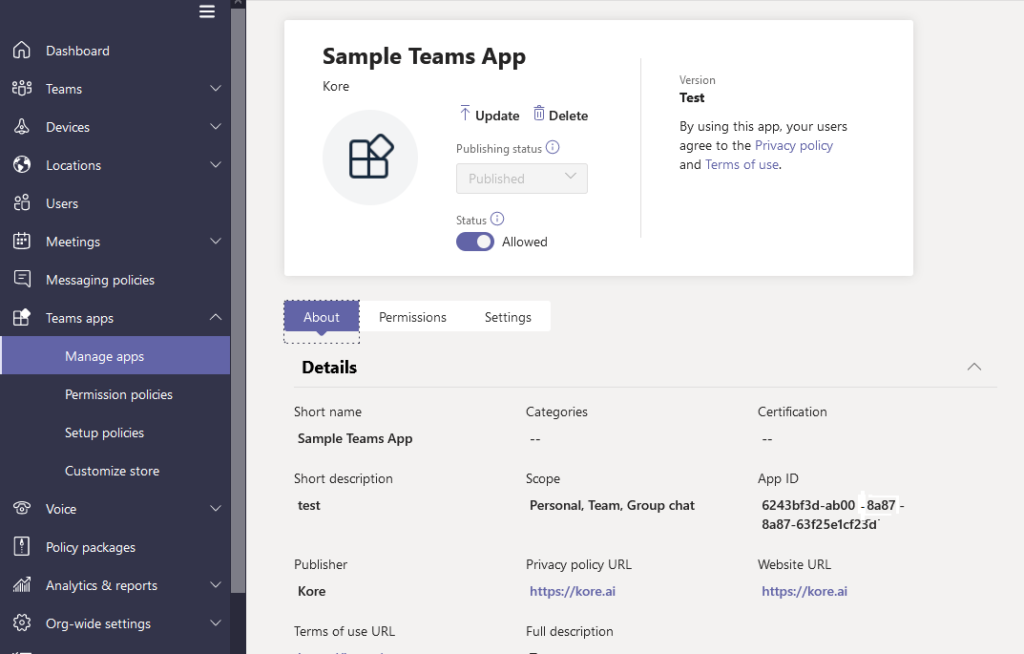 Dashboard
Teams
Devices
Locations
Users
Meetings
Messaging policies
Teams apps
Manage apps
Permission policies
Setup policies
Customize store
Voice
Policy packages
Analytics & reports
Org-wide settings
Sample Teams App
Kore
Update Delete
Publishing status
Published
Status
Allowed
Version
Test
By using this app, your users
agree to the Privacy policy
and Terms of use.
About Permissions Settings
Details
Short name Categories Certification
Sample Teams App -- --
Short description Scope App ID
test Personal, Team, Group chat 6243bf3d-ab00 -8a87 -
8a87-63f25e1cf23d
Publisher Privacy policy URL Website URL
Kore https://kore.ai https://kore.ai
Terms of use URL Full description